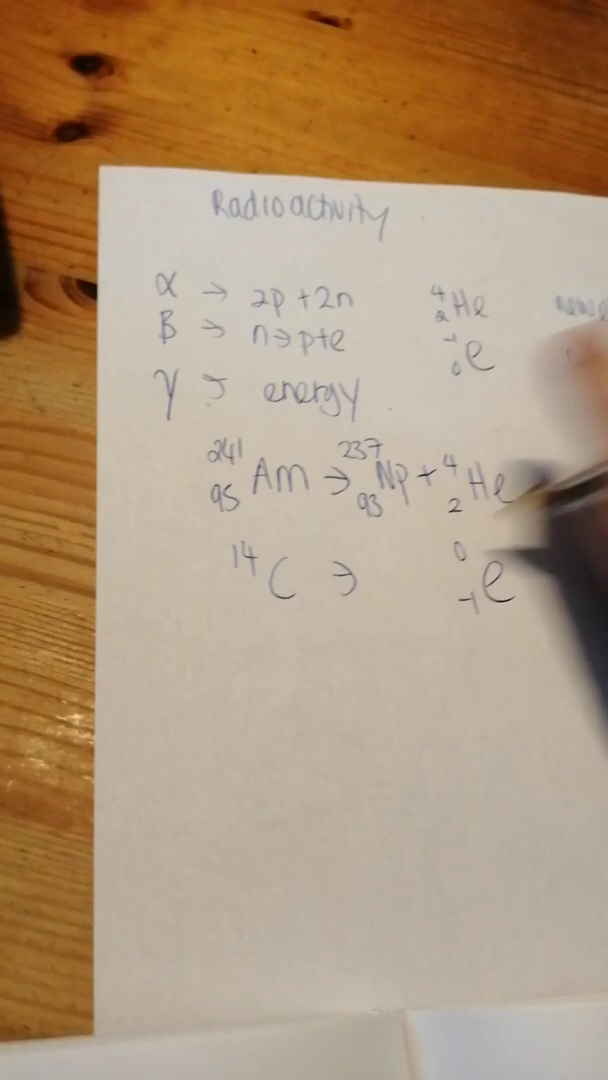 Radioactivity
α → 2p + 2n ⁴₂He
β → n → p + e ⁻¹₀e
γ → energy
²⁴¹₉₅Am → ²³⁷₉₃Np + ⁴₂He
¹⁴C → ⁰₋₁e